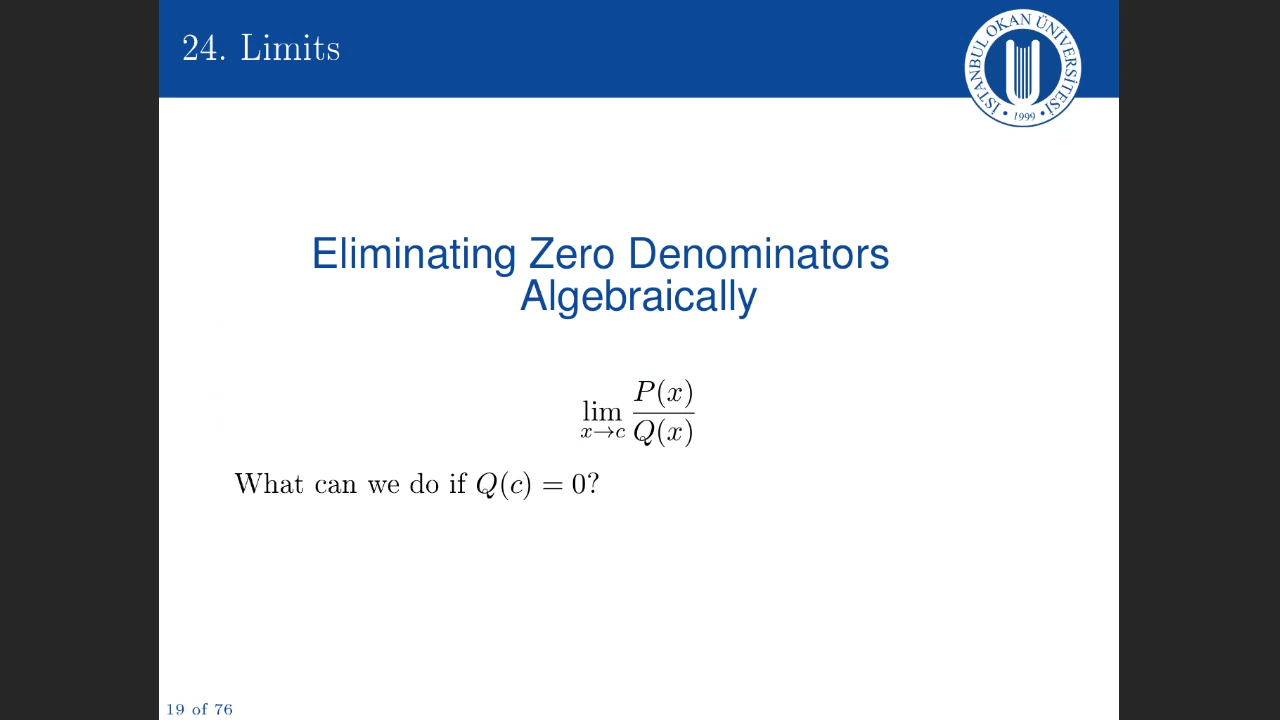 24. Limits
İSTANBUL OKAN ÜNİVERSİTESİ
• 1999 •
Eliminating Zero Denominators
Algebraically
lim x→c P(x)/Q(x)
What can we do if Q(c) = 0?
19 of 76